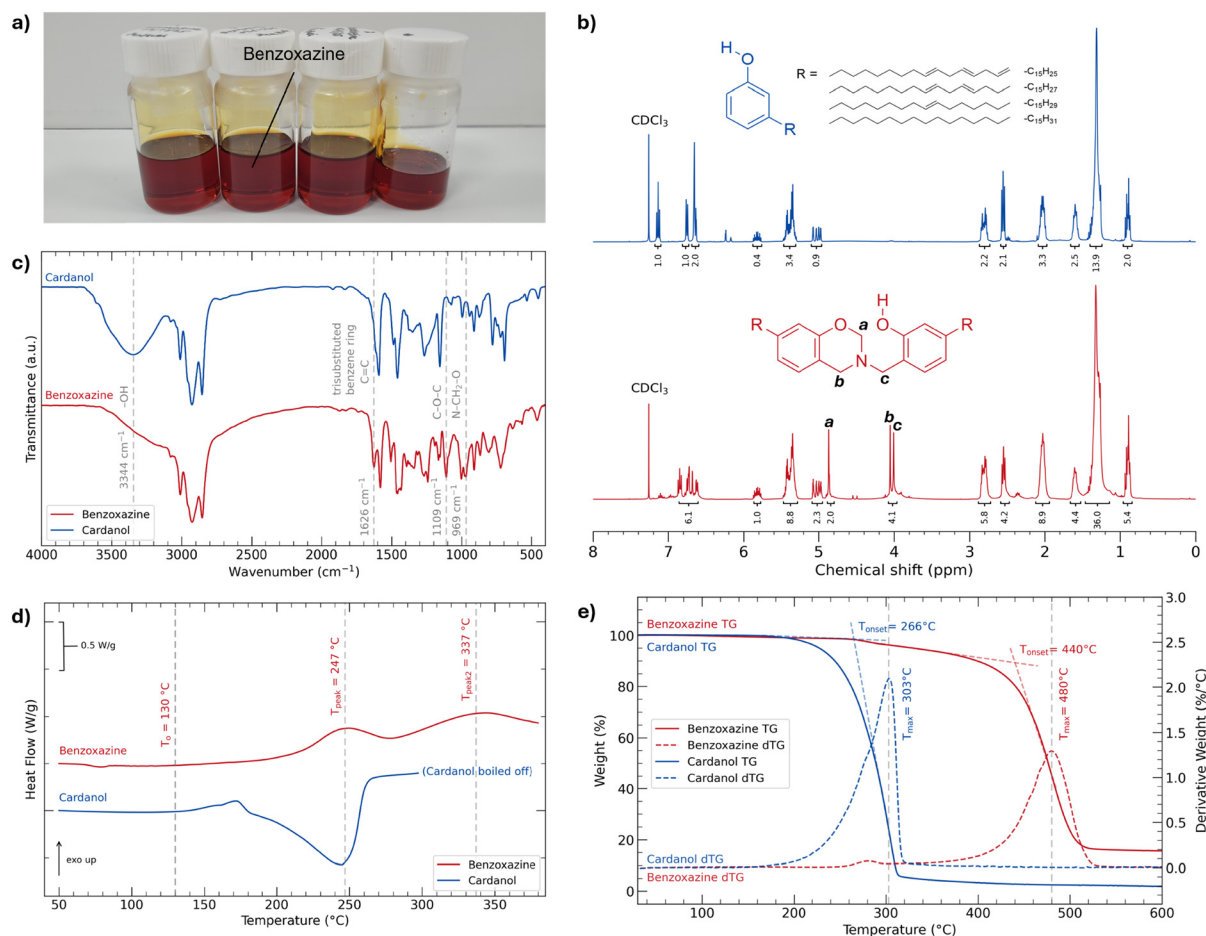 a)
Benzoxazine
b)
H
O
R
R =
-C₁₅H₂₅
-C₁₅H₂₇
-C₁₅H₂₉
-C₁₅H₃₁
CDCl₃
1.0
1.0
2.0
0.4
3.4
0.9
2.2
2.1
3.3
2.5
13.9
2.0
R
O
a
H
O
R
N
b
c
CDCl₃
a
b
c
6.1
1.0
8.8
2.3
2.0
4.1
5.8
4.2
8.9
4.4
36.0
5.4
8 7 6 5 4 3 2 1 0
Chemical shift (ppm)
c)
Cardanol
Benzoxazine
–OH
3344 cm⁻¹
trisubstituted
benzene ring
C=C
1626 cm⁻¹
C–O–C
1109 cm⁻¹
N–CH₂–O
969 cm⁻¹
Benzoxazine
Cardanol
Transmittance (a.u.)
4000 3500 3000 2500 2000 1500 1000 500
Wavenumber (cm⁻¹)
d)
0.5 W/g
T₀ = 130 °C
Tpeak = 247 °C
Tpeak2 = 337 °C
Benzoxazine
Cardanol
(Cardanol boiled off)
exo up
Benzoxazine
Cardanol
Heat Flow (W/g)
50 100 150 200 250 300 350
Temperature (°C)
e)
Benzoxazine TG
Cardanol TG
Tonset = 266°C
Tonset = 440°C
Tmax= 303°C
Tmax= 480°C
Benzoxazine TG
Benzoxazine dTG
Cardanol TG
Cardanol dTG
Cardanol dTG
Benzoxazine dTG
Weight (%)
100
80
60
40
20
0
Derivative Weight (%/°C)
3.0
2.5
2.0
1.5
1.0
0.5
0.0
100 200 300 400 500 600
Temperature (°C)